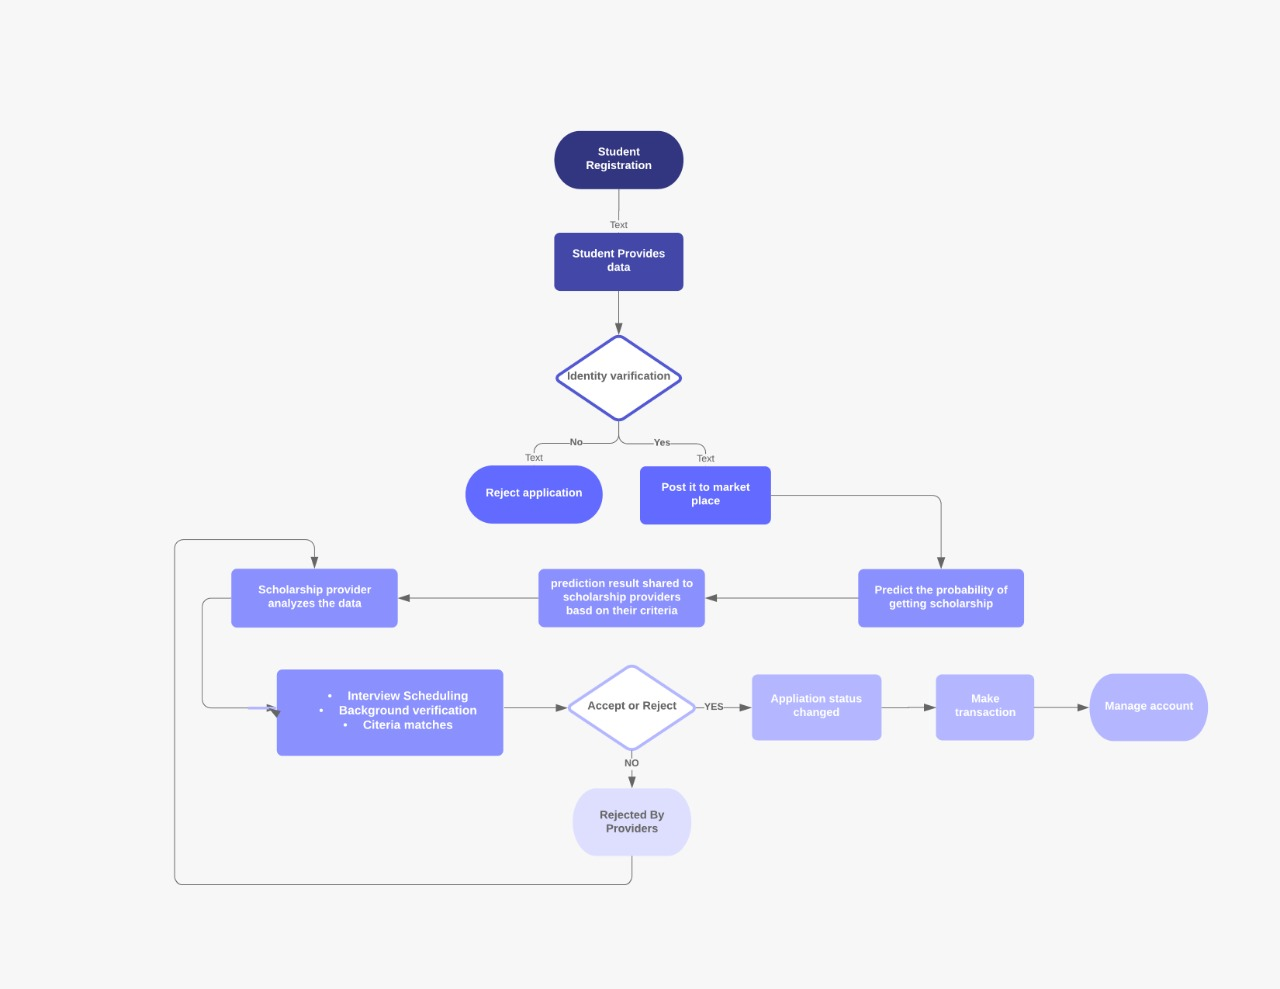 Student
Registration
Text
Student Provides
data
Identity varification
No
Yes
Text
Text
Reject application
Post it to market
place
Scholarship provider
analyzes the data
prediction result shared to
scholarship providers
basd on their criteria
Predict the probability of
getting scholarship
• Interview Scheduling
• Background verification
• Citeria matches
Accept or Reject
YES
Appliation status
changed
Make
transaction
Manage account
NO
Rejected By
Providers